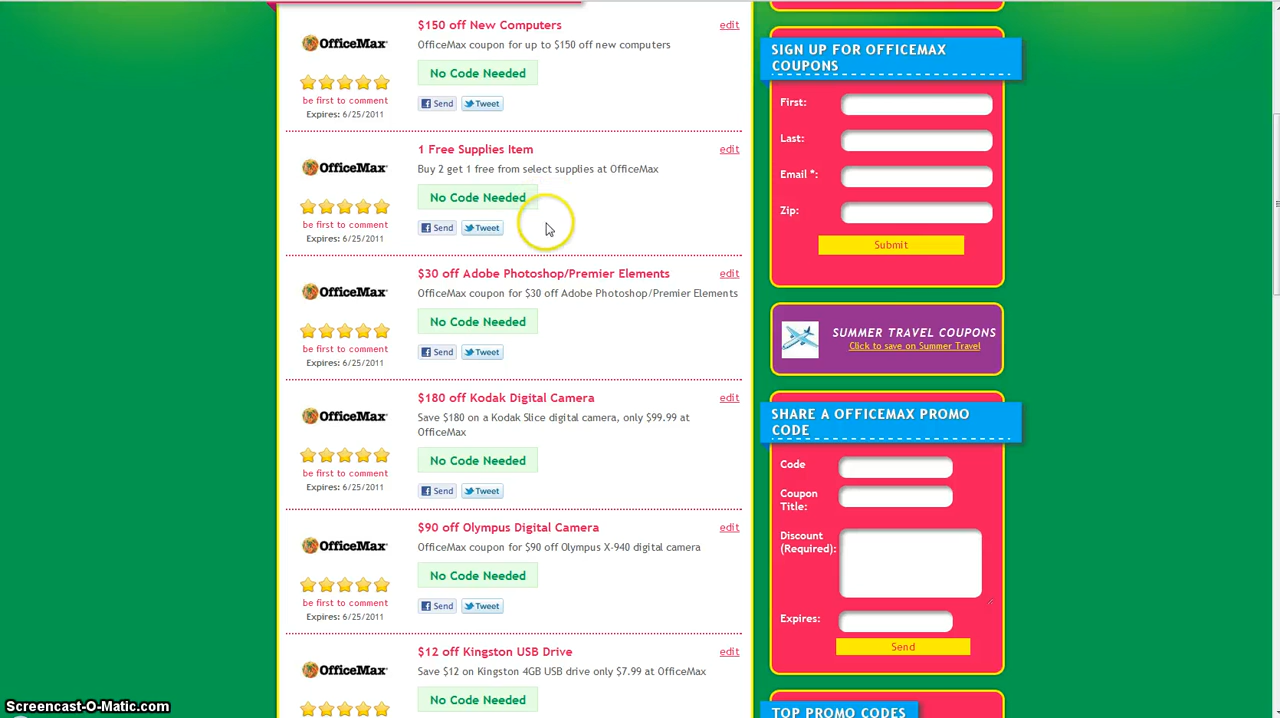 $150 off New Computers
edit
OfficeMax
OfficeMax coupon for up to $150 off new computers
No Code Needed
be first to comment
Send
Tweet
Expires: 6/25/2011
1 Free Supplies Item
edit
OfficeMax
Buy 2 get 1 free from select supplies at OfficeMax
No Code Needed
be first to comment
Send
Tweet
Expires: 6/25/2011
$30 off Adobe Photoshop/Premier Elements
edit
OfficeMax
OfficeMax coupon for $30 off Adobe Photoshop/Premier Elements
No Code Needed
be first to comment
Send
Tweet
Expires: 6/25/2011
$180 off Kodak Digital Camera
edit
OfficeMax
Save $180 on a Kodak Slice digital camera, only $99.99 at
OfficeMax
No Code Needed
be first to comment
Send
Tweet
Expires: 6/25/2011
$90 off Olympus Digital Camera
edit
OfficeMax
OfficeMax coupon for $90 off Olympus X-940 digital camera
No Code Needed
be first to comment
Send
Tweet
Expires: 6/25/2011
$12 off Kingston USB Drive
edit
OfficeMax
Save $12 on Kingston 4GB USB drive only $7.99 at OfficeMax
No Code Needed
SIGN UP FOR OFFICEMAX
COUPONS
First:
Last:
Email *:
Zip:
Submit
SUMMER TRAVEL COUPONS
Click to save on Summer Travel
SHARE A OFFICEMAX PROMO
CODE
Code
Coupon
Title:
Discount
(Required):
Expires:
Send
TOP PROMO CODES
Screencast-O-Matic.com